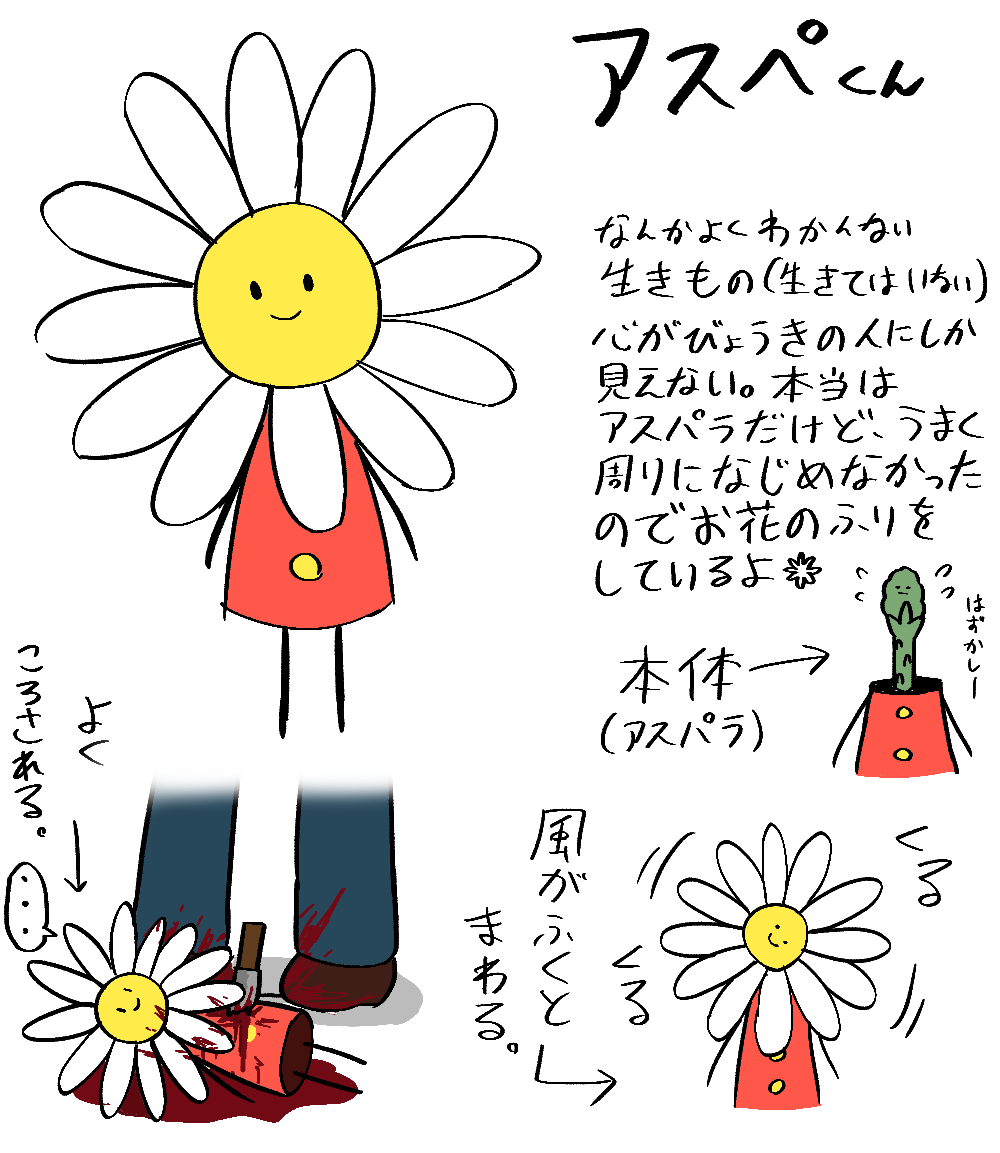 アスペくん
なんかよくわかんない
生きもの(生きてはいない)
心がびょうきの人にしか
見えない。本当は
アスパラだけど、うまく
周りになじめなかった
のでお花のふりを
しているよ
はずかしー
本体
(アスパラ)
よく
ころされる。
・・・
風がふくと
まわる。
くる
くる